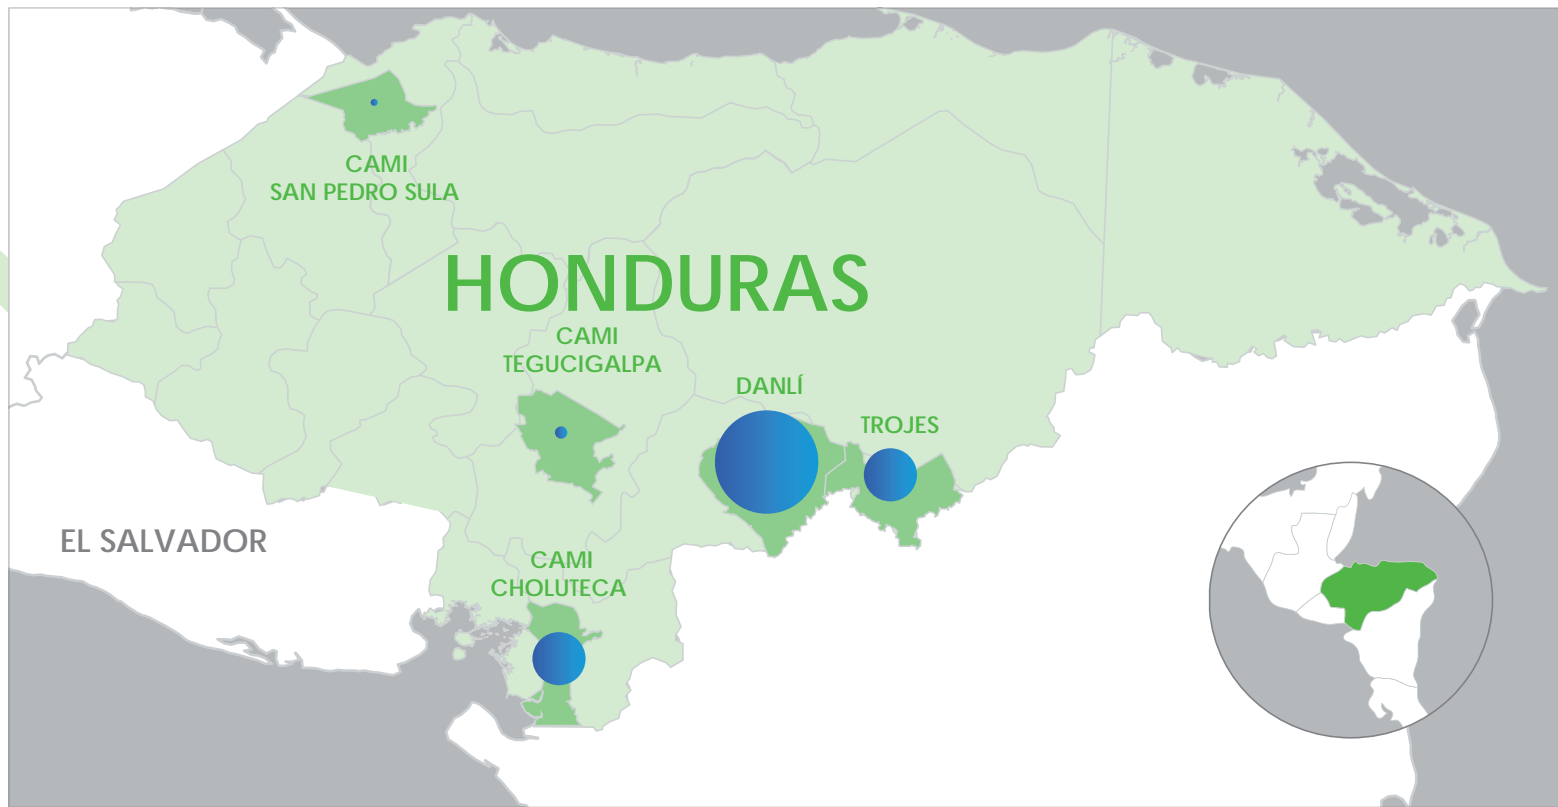 CAMI
SAN PEDRO SULA
HONDURAS
CAMI
TEGUCIGALPA
DANLÍ
TROJES
EL SALVADOR
CAMI
CHOLUTECA